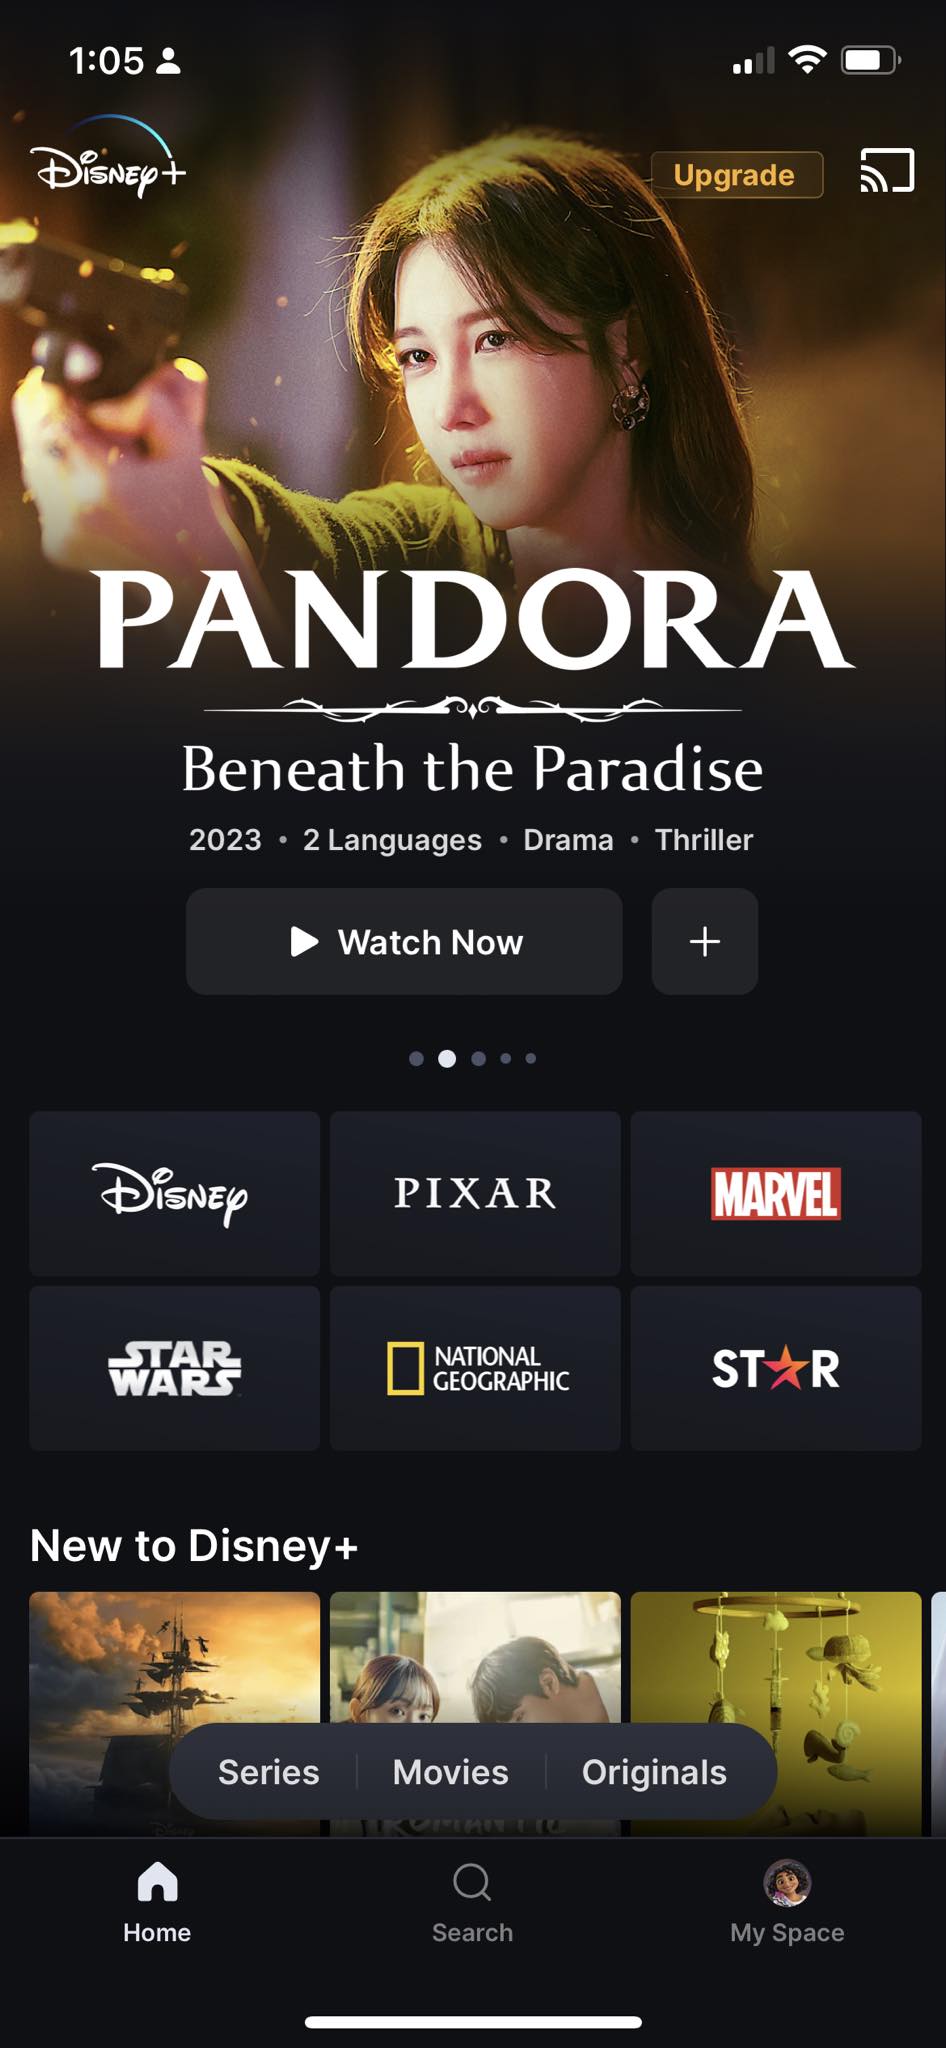 1:05
Disney+
Upgrade
PANDORA
Beneath the Paradise
2023 • 2 Languages • Drama • Thriller
Watch Now
Disney
PIXAR
MARVEL
STAR
WARS
NATIONAL
GEOGRAPHIC
STAR
New to Disney+
Series
Movies
Originals
Disney
Home
Search
My Space